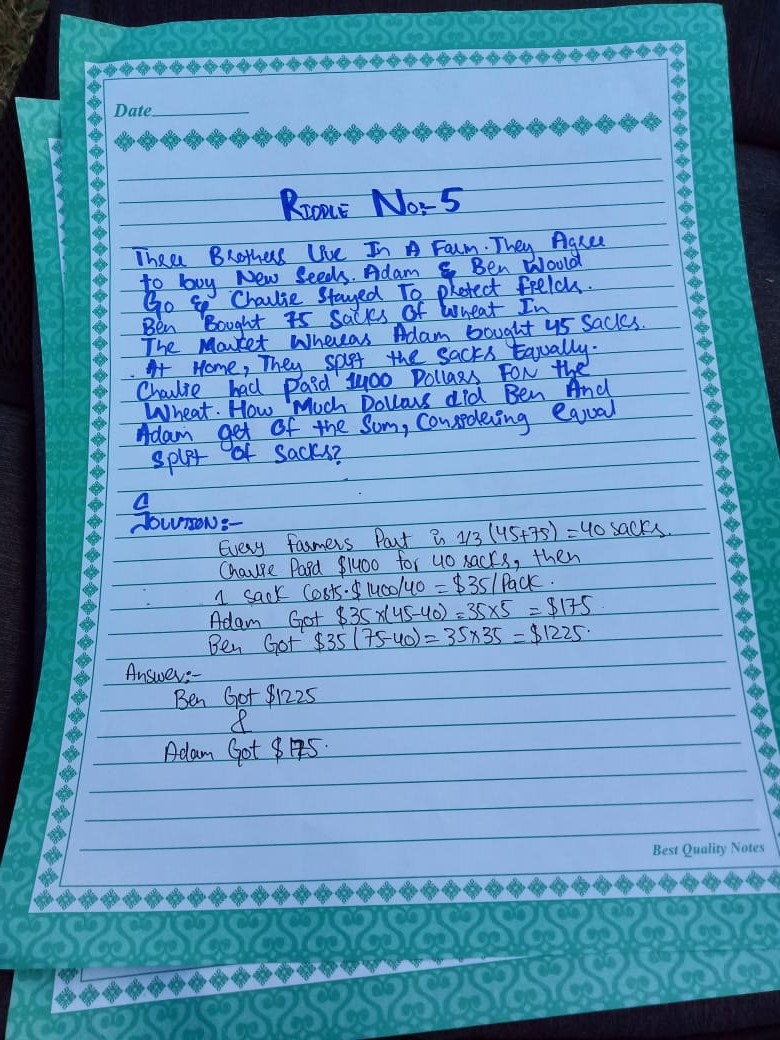 Date
RIDDLE No:- 5
Three Brothers Live In A Farm. They Agree
to buy New Seeds. Adam & Ben Would
Go & Charlie Stayed To Protect Fields.
Ben Bought 75 Sacks Of Wheat In
The Market Whereas Adam bought 45 Sacks.
At Home, They split the Sacks Equally.
Charlie had Paid 1400 Dollars FOR the
Wheat. How Much Dollars did Ben And
Adam get Of the Sum, Considering equal
split of Sacks?
SOLUTION:-
Every Farmers Part is 1/3 (45+75) = 40 sacks.
Charlie Paid $1400 for 40 sacks, then
1 sack Costs. $1400/40 = $35/Pack.
Adam Got $35x(45-40) = 35x5 = $175
Ben Got $35(75-40) = 35x35 = $1225.
Answer:-
Ben Got $1225
&
Adam Got $175.
Best Quality Notes